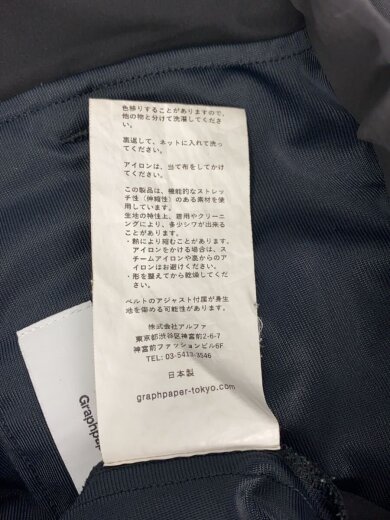 色移りすることがありますので、
他の物と分けて洗濯してくださ
い。
裏返して、ネットに入れて洗っ
てください。
アイロンは、当て布をしてかけ
てください。
この製品は、機能的なストレッ
チ性（伸縮性）のある素材を使
用しています。
生地の特性上、着用やクリーニ
ングにより、多少シワが出来る
ことがあります。
・熱により縮むことがあります。
アイロンをかける場合は、ス
チームアイロンや裏からのア
イロンはお避けください。
・形を整えてから乾燥してくだ
さい。
ベルトのアジャスト付属が身生
地を傷める可能性があります。
株式会社アルファ
東京都渋谷区神宮前2-6-7
神宮前ファッションビル6F
TEL: 03-5413-3546
日本製
graphpaper-tokyo.com
Graphpaper